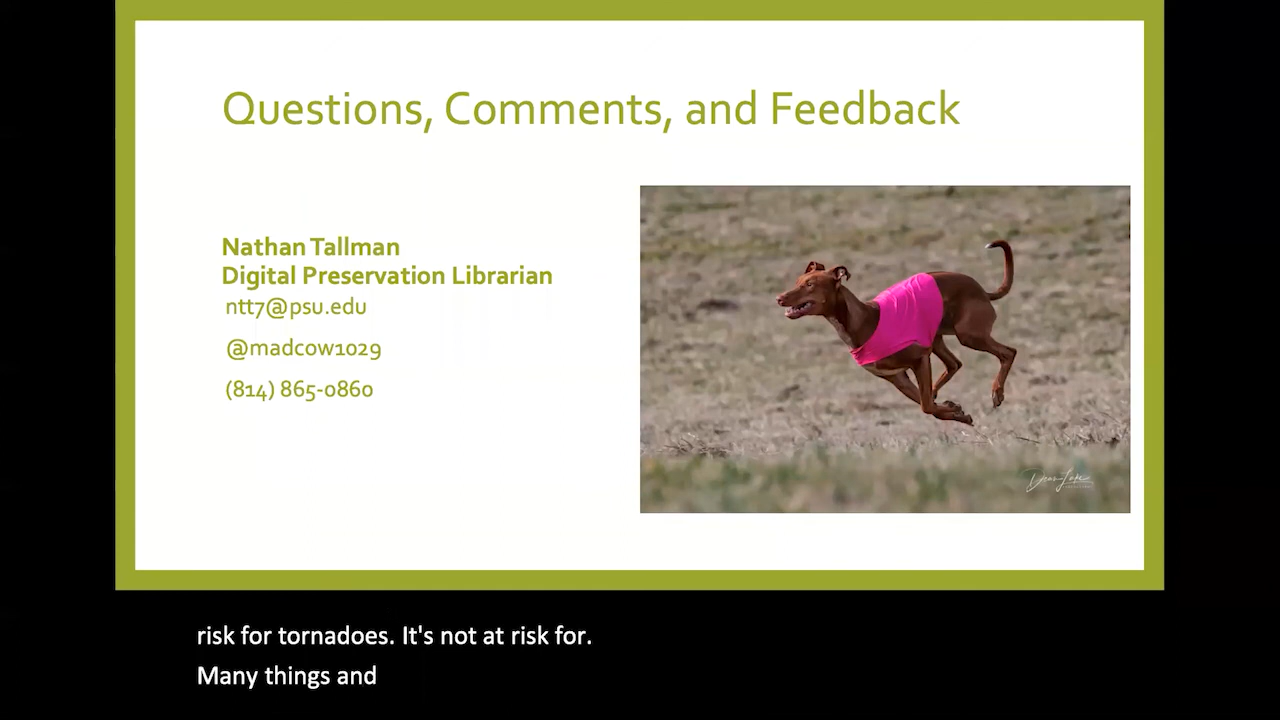 Questions, Comments, and Feedback
Nathan Tallman
Digital Preservation Librarian
ntt7@psu.edu
@madcow1029
(814) 865-0860
risk for tornadoes. It's not at risk for.
Many things and